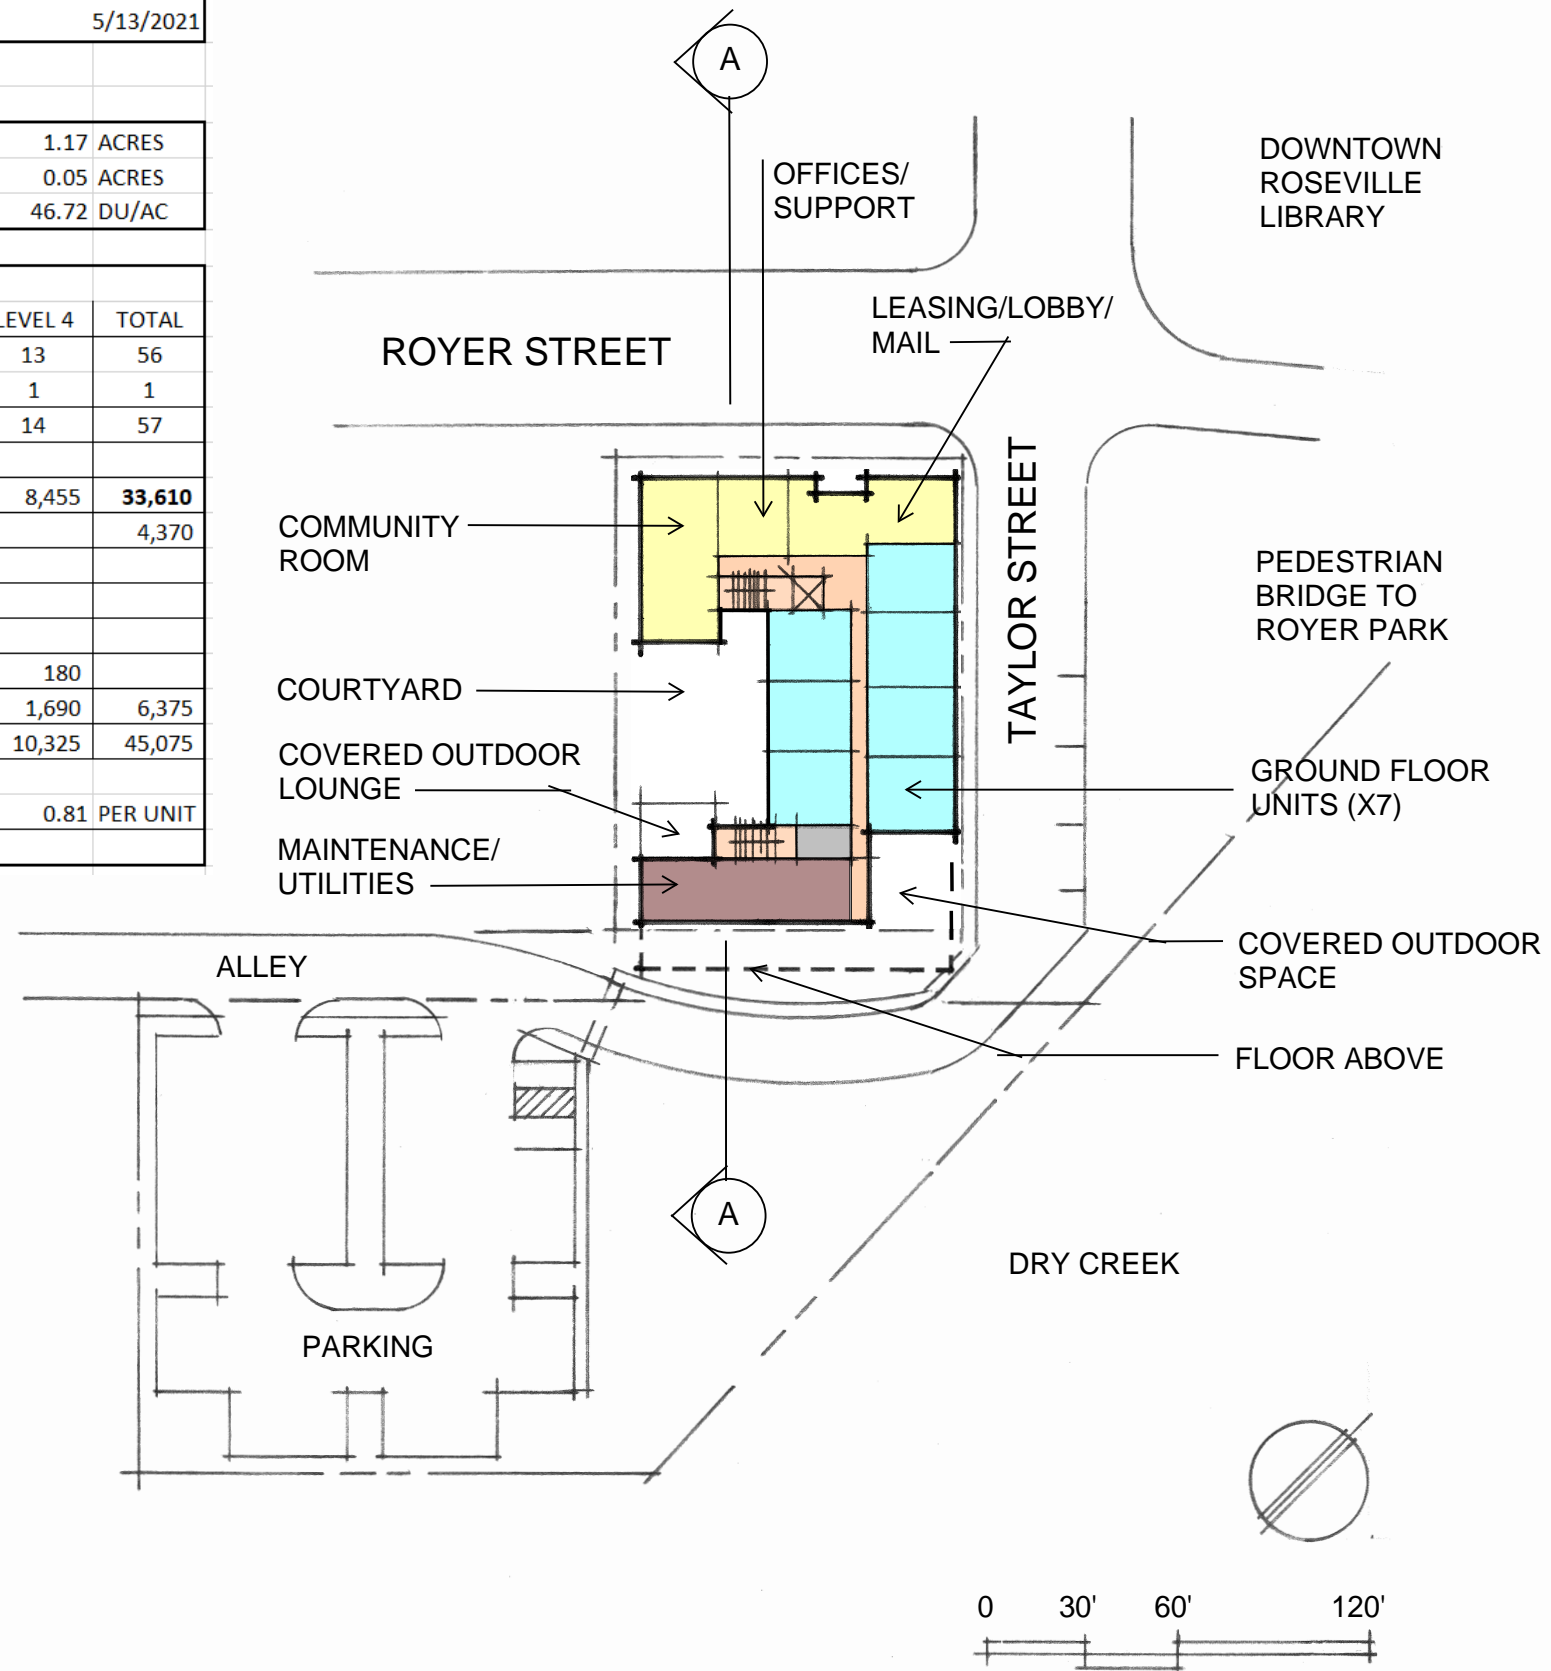 5/13/2021
1.17 ACRES
0.05 ACRES
46.72 DU/AC
LEVEL 4 TOTAL
13 56
1 1
14 57
8,455 33,610
4,370
180
1,690 6,375
10,325 45,075
0.81 PER UNIT
A
OFFICES/
SUPPORT
DOWNTOWN
ROSEVILLE
LIBRARY
LEASING/LOBBY/
MAIL
ROYER STREET
TAYLOR STREET
COMMUNITY
ROOM
PEDESTRIAN
BRIDGE TO
ROYER PARK
COURTYARD
COVERED OUTDOOR
LOUNGE
GROUND FLOOR
UNITS (X7)
MAINTENANCE/
UTILITIES
COVERED OUTDOOR
SPACE
ALLEY
FLOOR ABOVE
A
DRY CREEK
PARKING
0 30' 60' 120'